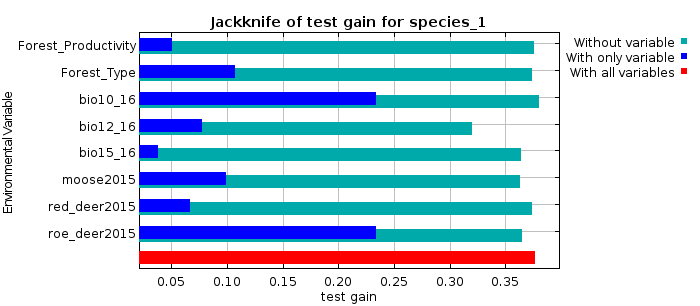 Jackknife of test gain for species_1
Forest_Productivity
Forest_Type
bio10_16
bio12_16
bio15_16
moose2015
red_deer2015
roe_deer2015
Environmental Variable
0.05 0.10 0.15 0.20 0.25 0.30 0.35
test gain
Without variable
With only variable
With all variables